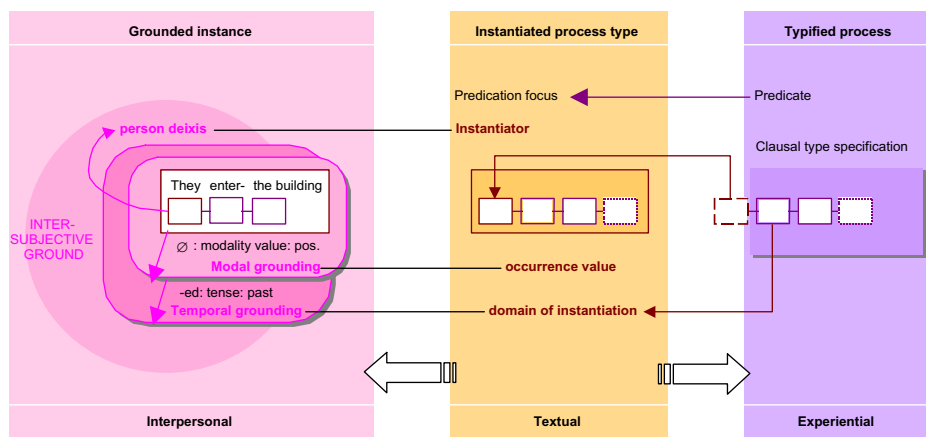 Grounded instance
Instantiated process type
Typified process
Predication focus
Predicate
person deixis
Instantiator
Clausal type specification
They enter- the building
INTER-
SUBJECTIVE
GROUND
∅ : modality value: pos.
Modal grounding
occurrence value
-ed: tense: past
Temporal grounding
domain of instantiation
Interpersonal
Textual
Experiential